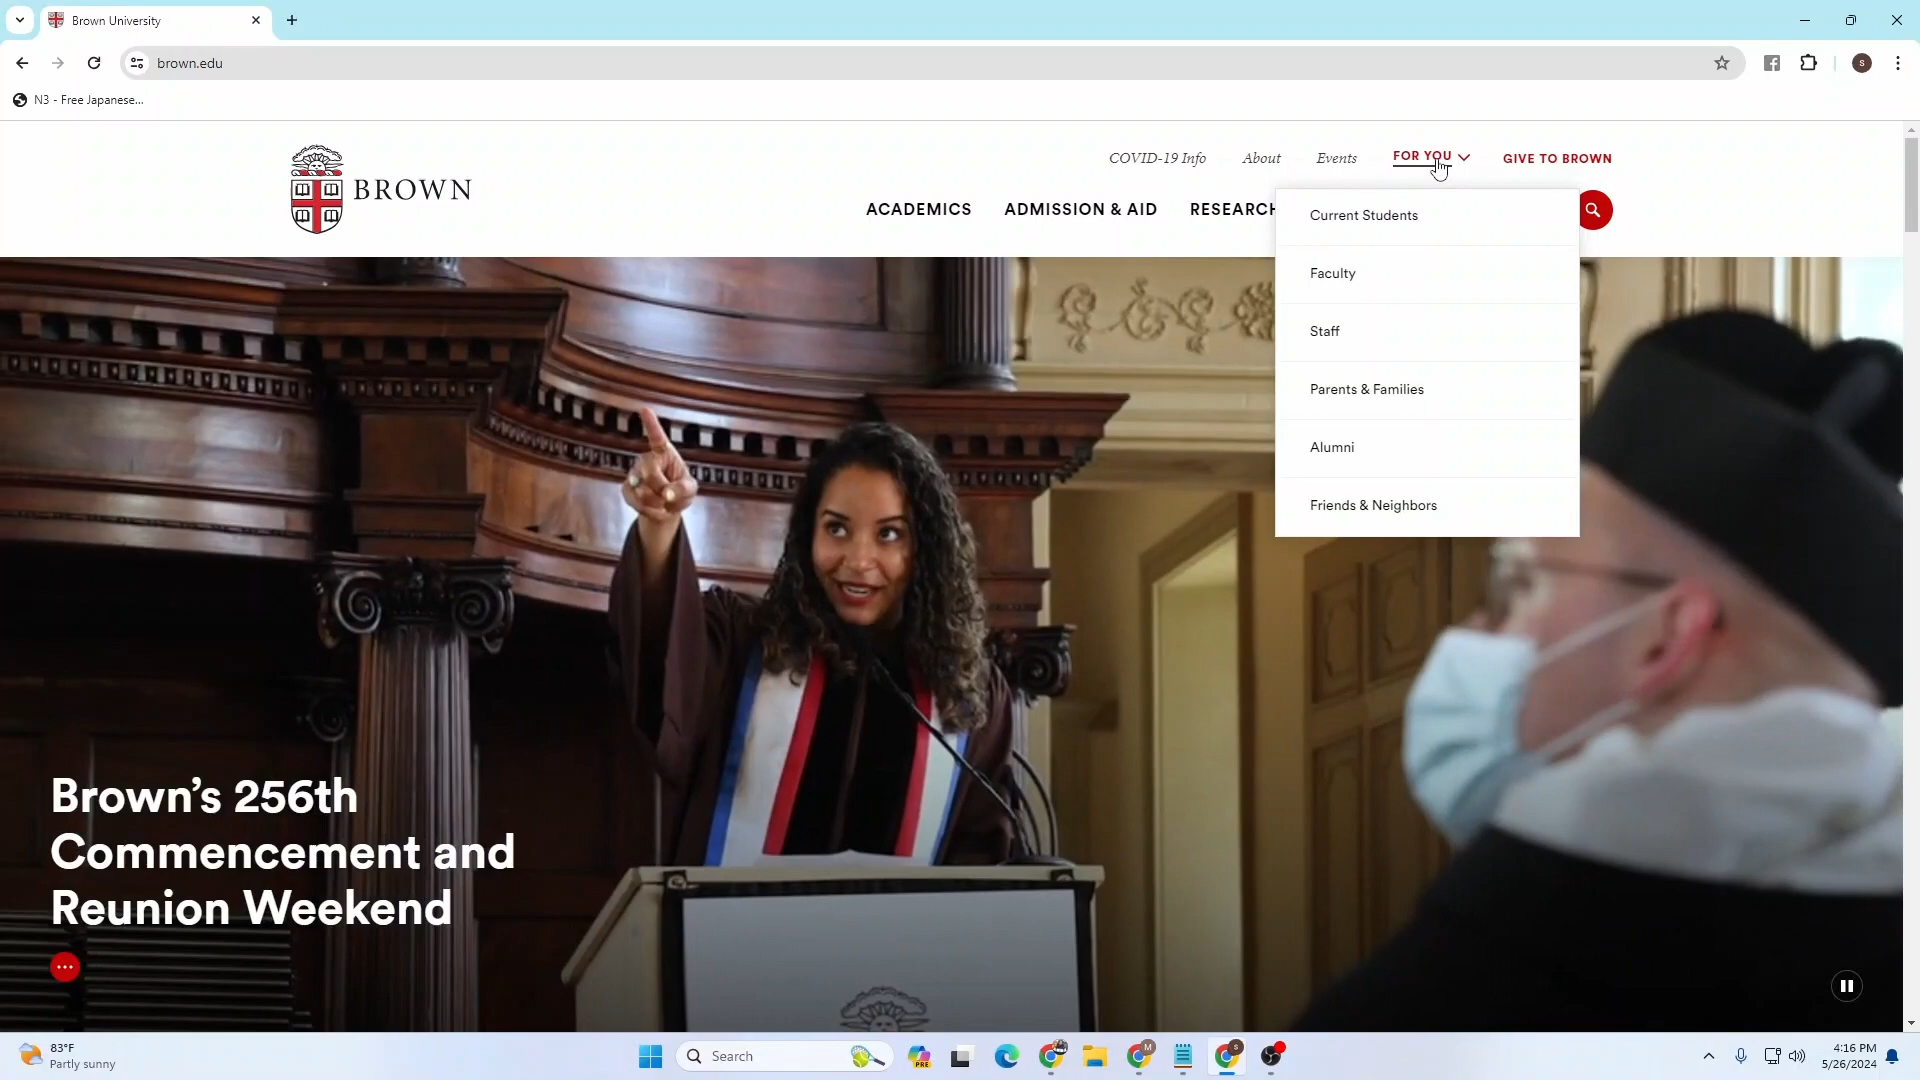 Brown University
brown.edu
N3 - Free Japanese...
COVID-19 Info About Events FOR YOU GIVE TO BROWN
BROWN
ACADEMICS ADMISSION & AID RESEARCH
Current Students
Faculty
Staff
Parents & Families
Alumni
Friends & Neighbors
Brown's 256th
Commencement and
Reunion Weekend
83°F
Partly sunny
Search
PRE
M
S
4:16 PM
5/26/2024